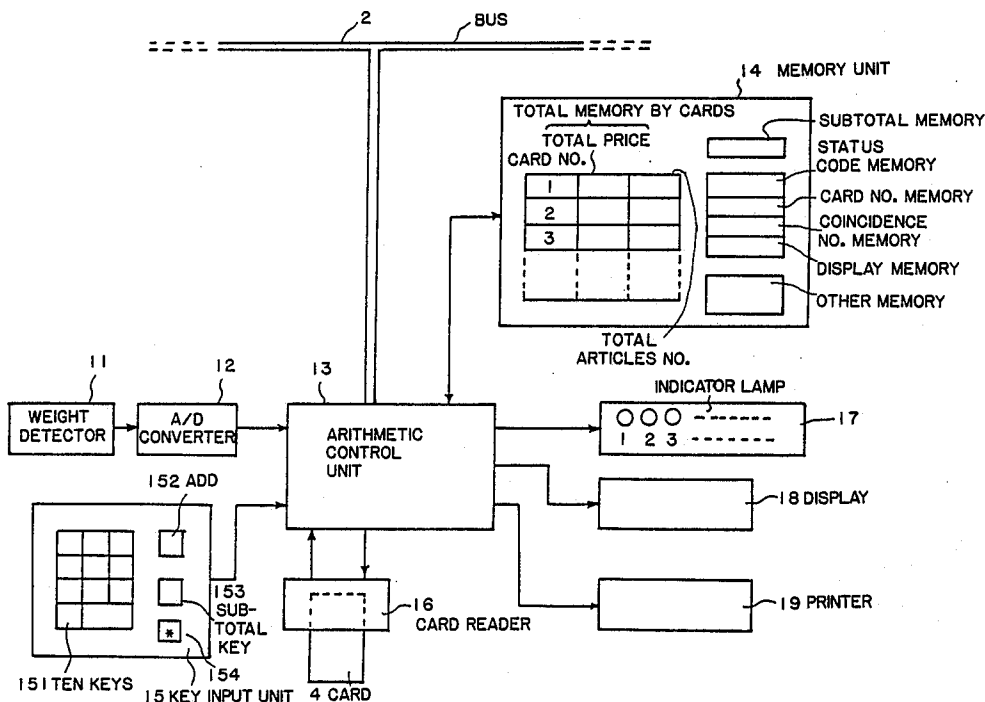 2
BUS
14 MEMORY UNIT
TOTAL MEMORY BY CARDS
TOTAL PRICE
CARD NO.
1
2
3
SUBTOTAL MEMORY
STATUS
CODE MEMORY
CARD NO. MEMORY
COINCIDENCE
NO. MEMORY
DISPLAY MEMORY
OTHER MEMORY
TOTAL
ARTICLES NO.
11
WEIGHT
DETECTOR
12
A/D
CONVERTER
13
ARITHMETIC
CONTROL
UNIT
INDICATOR LAMP
1 2 3
17
18 DISPLAY
19 PRINTER
152 ADD
153
SUB-
TOTAL
KEY
*
154
151 TEN KEYS
15 KEY INPUT UNIT
16
CARD READER
4 CARD